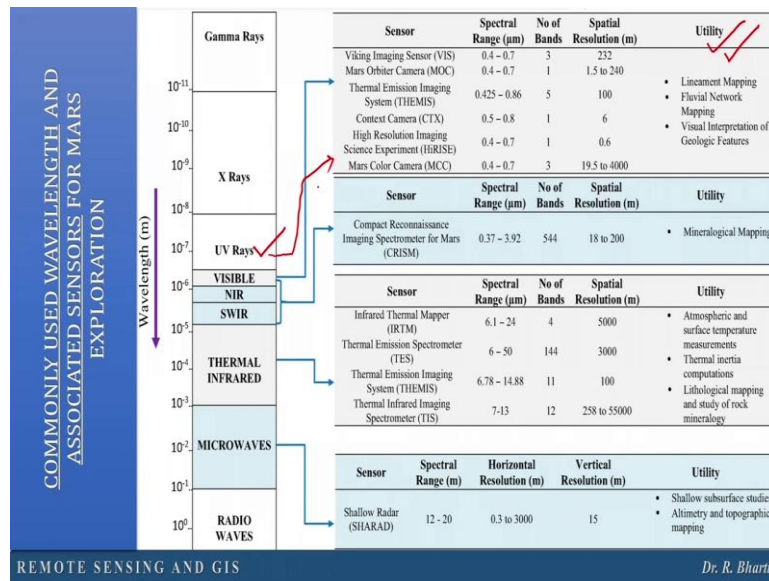 COMMONLY USED WAVELENGTH AND
ASSOCIATED SENSORS FOR MARS
EXPLORATION
Wavelength (m)
Gamma Rays
10⁻¹¹
10⁻¹⁰
X Rays
10⁻⁹
10⁻⁸
UV Rays
10⁻⁷
VISIBLE
10⁻⁶
NIR
SWIR
10⁻⁵
THERMAL
INFRARED
10⁻⁴
10⁻³
MICROWAVES
10⁻²
10⁻¹
RADIO
WAVES
10⁰
Sensor Spectral Range (μm) No of Bands Spatial Resolution (m) Utility
Viking Imaging Sensor (VIS) 0.4 – 0.7 3 232
Mars Orbiter Camera (MOC) 0.4 – 0.7 1 1.5 to 240
Thermal Emission Imaging System (THEMIS) 0.425 – 0.86 5 100
Context Camera (CTX) 0.5 – 0.8 1 6
High Resolution Imaging Science Experiment (HiRISE) 0.4 – 0.7 1 0.6
Mars Color Camera (MCC) 0.4 – 0.7 3 19.5 to 4000
• Lineament Mapping
• Fluvial Network
Mapping
• Visual Interpretation of
Geologic Features
Sensor Spectral Range (μm) No of Bands Spatial Resolution (m) Utility
Compact Reconnaissance Imaging Spectrometer for Mars (CRISM) 0.37 – 3.92 544 18 to 200
• Mineralogical Mapping
Sensor Spectral Range (μm) No of Bands Spatial Resolution (m) Utility
Infrared Thermal Mapper (IRTM) 6.1 – 24 4 5000
Thermal Emission Spectrometer (TES) 6 – 50 144 3000
Thermal Emission Imaging System (THEMIS) 6.78 – 14.88 11 100
Thermal Infrared Imaging Spectrometer (TIS) 7-13 12 258 to 55000
• Atmospheric and
surface temperature
measurements
• Thermal inertia
computations
• Lithological mapping
and study of rock
mineralogy
Sensor Spectral Range (m) Horizontal Resolution (m) Vertical Resolution (m) Utility
Shallow Radar (SHARAD) 12 - 20 0.3 to 3000 15
• Shallow subsurface studies
• Altimetry and topographic
mapping
REMOTE SENSING AND GIS
Dr. R. Bharti